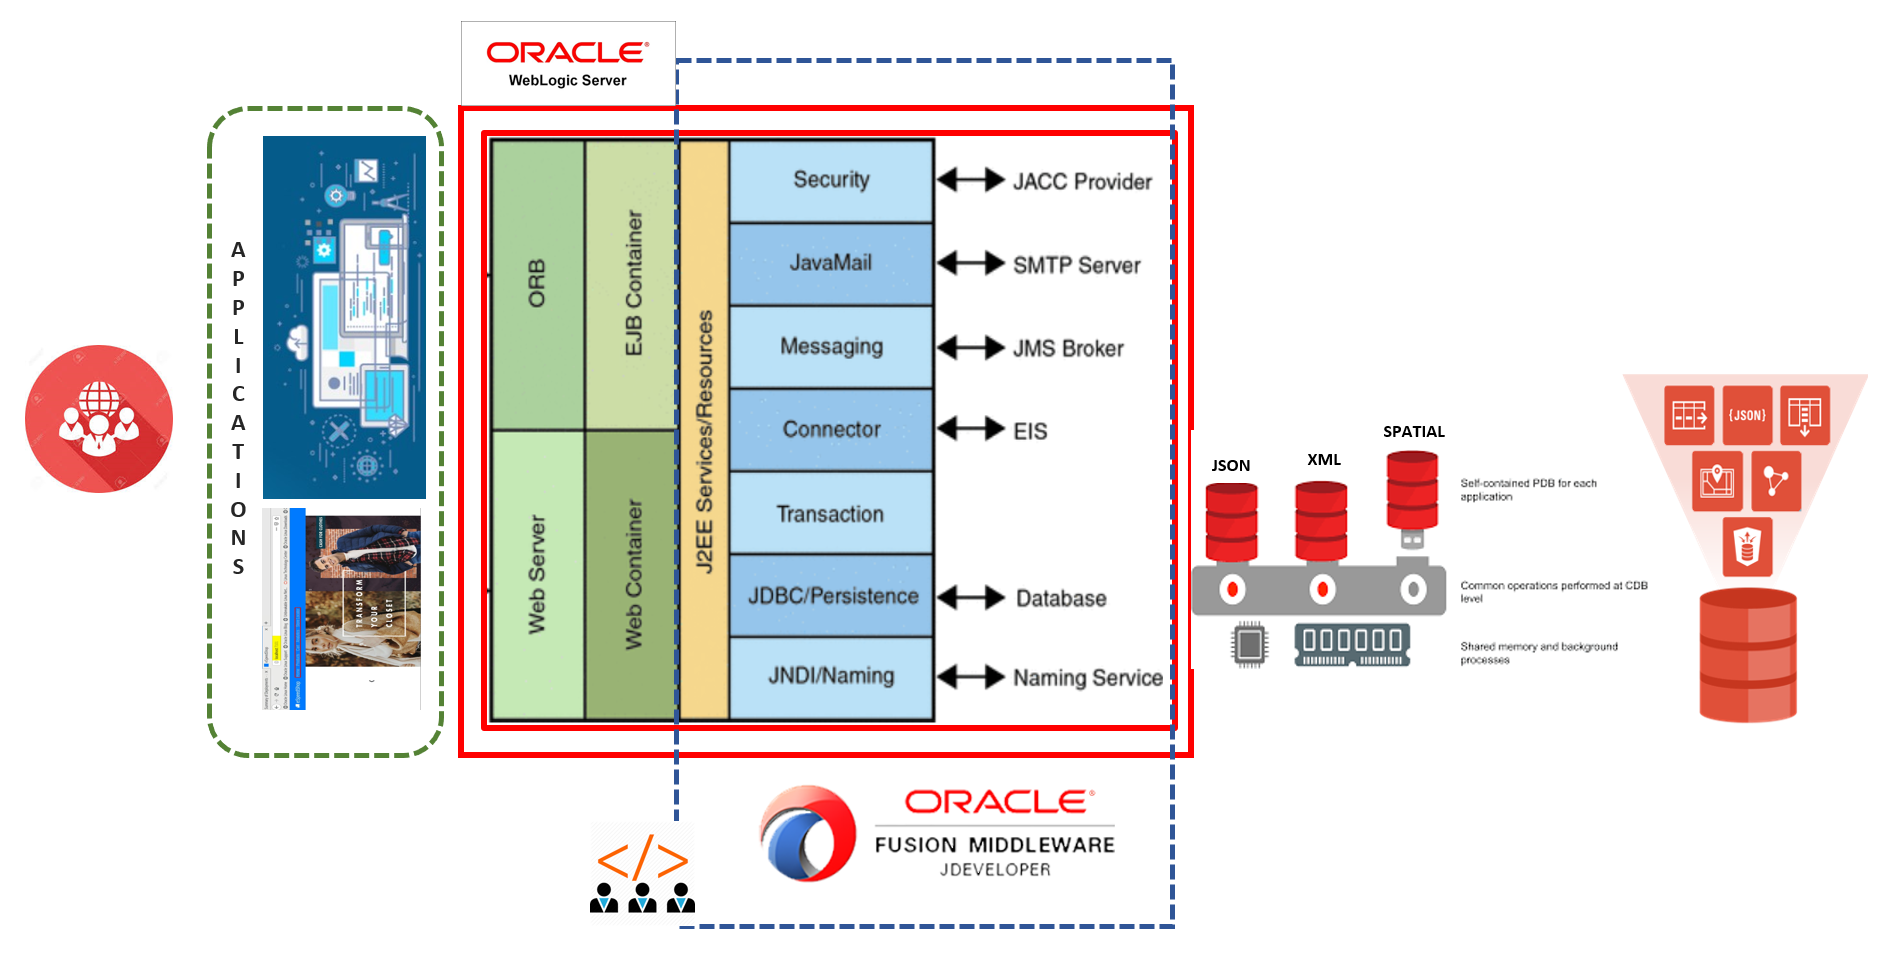 ORACLE®
WebLogic Server
APPLICATIONS
TRANSFORM
YOUR
CLOSET
ORB
EJB Container
Web Server
Web Container
J2EE Services/Resources
Security
JACC Provider
JavaMail
SMTP Server
Messaging
JMS Broker
Connector
EIS
Transaction
JDBC/Persistence
Database
JNDI/Naming
Naming Service
ORACLE®
FUSION MIDDLEWARE
JDEVELOPER
</>
JSON
XML
SPATIAL
Self-contained PDB for each
application
Common operations performed at CDB
level
Shared memory and background
processes
{JSON}